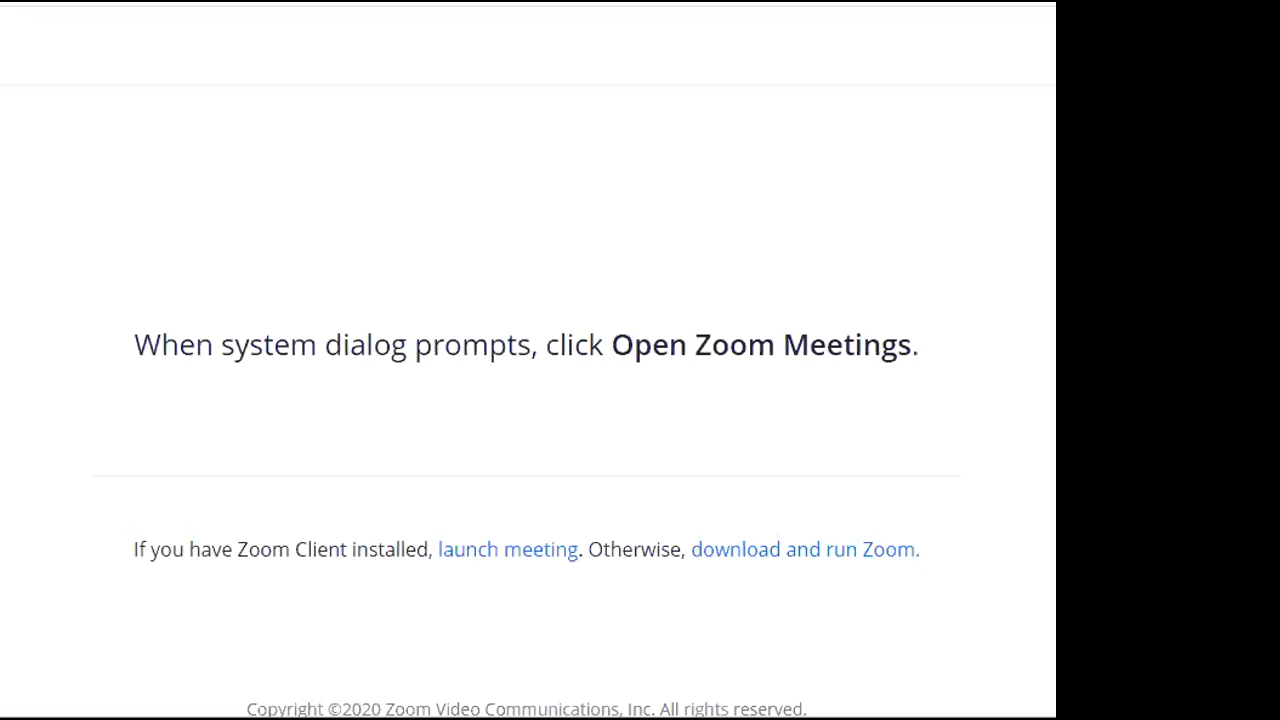 When system dialog prompts, click Open Zoom Meetings.
If you have Zoom Client installed, launch meeting. Otherwise, download and run Zoom.
Copyright ©2020 Zoom Video Communications, Inc. All rights reserved.